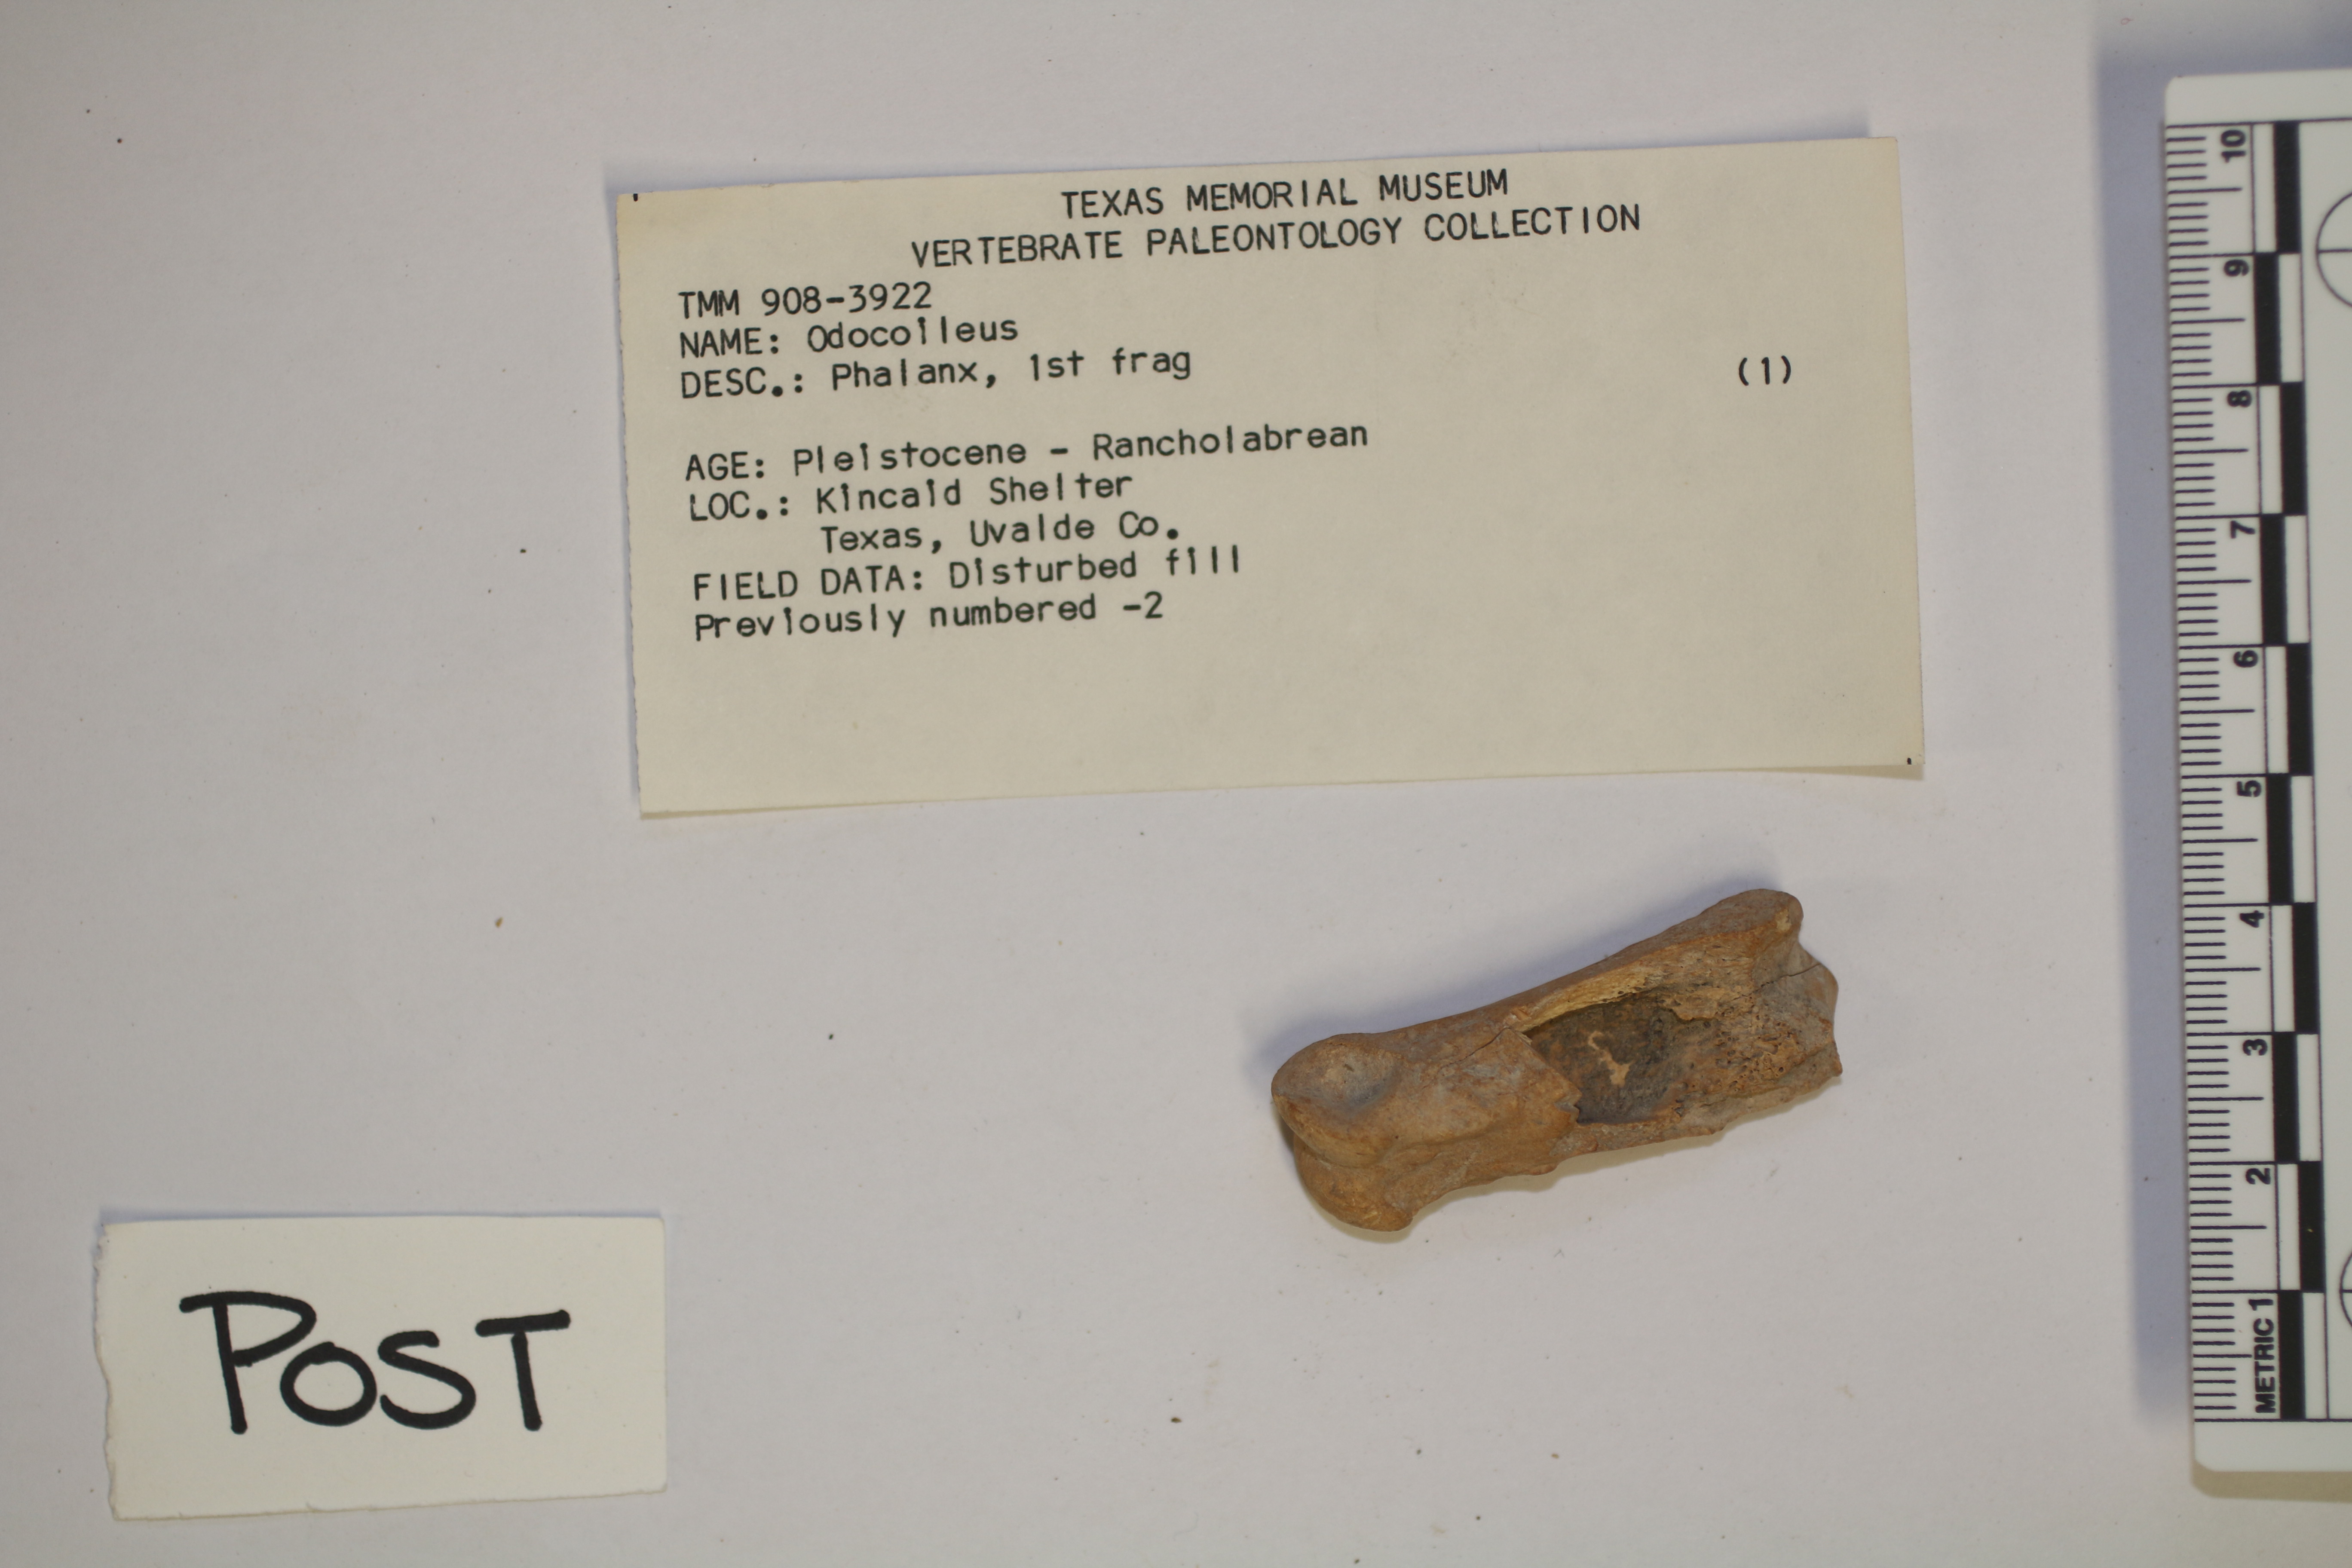 TEXAS MEMORIAL MUSEUM
VERTEBRATE PALEONTOLOGY COLLECTION
TMM 908-3922
NAME: Odocoileus
DESC.: Phalanx, 1st frag (1)
AGE: Pleistocene - Rancholabrean
LOC.: Kincaid Shelter
Texas, Uvalde Co.
FIELD DATA: Disturbed fill
Previously numbered -2
POST
10
9
8
7
6
5
4
3
2
METRIC 1